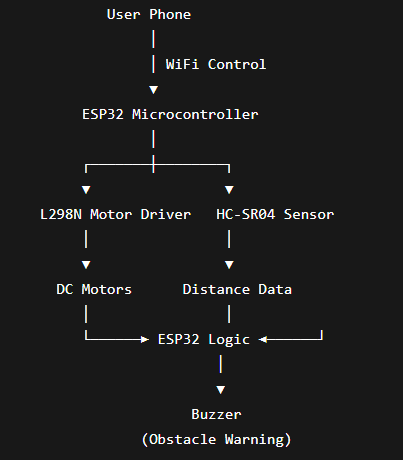 User Phone
WiFi Control
ESP32 Microcontroller
L298N Motor Driver HC-SR04 Sensor
DC Motors Distance Data
ESP32 Logic
Buzzer
(Obstacle Warning)